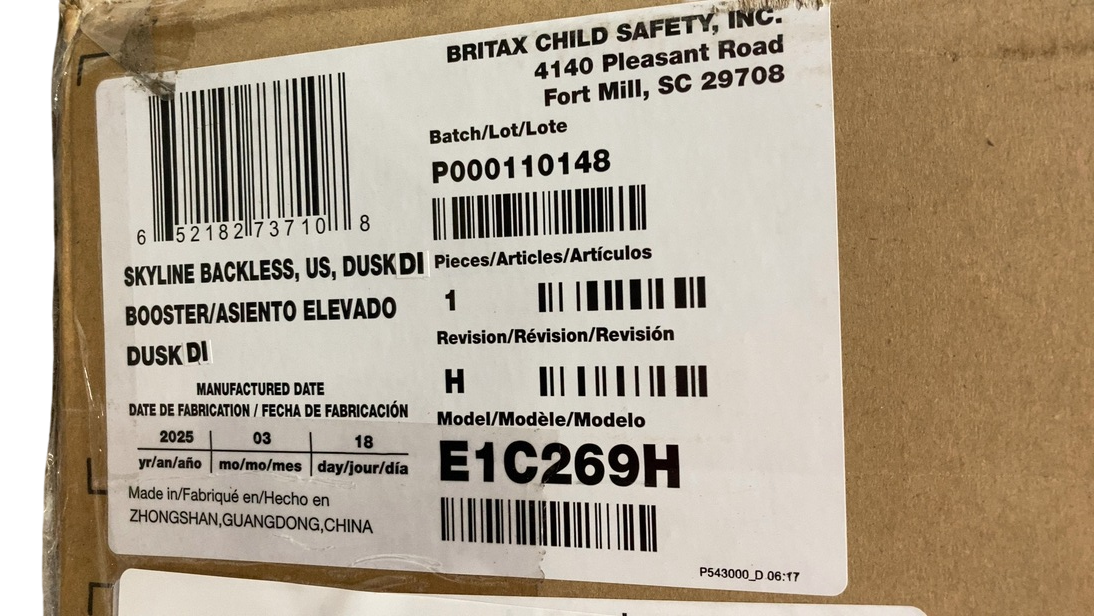 BRITAX CHILD SAFETY, INC.
4140 Pleasant Road
Fort Mill, SC 29708
6 52182 73710 8
SKYLINE BACKLESS, US, DUSK DI
BOOSTER/ASIENTO ELEVADO
DUSK DI
MANUFACTURED DATE
DATE DE FABRICATION / FECHA DE FABRICACIÓN
2025 03 18
yr/an/año mo/mo/mes day/jour/día
Made in/Fabriqué en/Hecho en
ZHONGSHAN,GUANGDONG,CHINA
Batch/Lot/Lote
P000110148
Pieces/Articles/Artículos
1
Revision/Révision/Revisión
H
Model/Modèle/Modelo
E1C269H
P543000_D 06:17